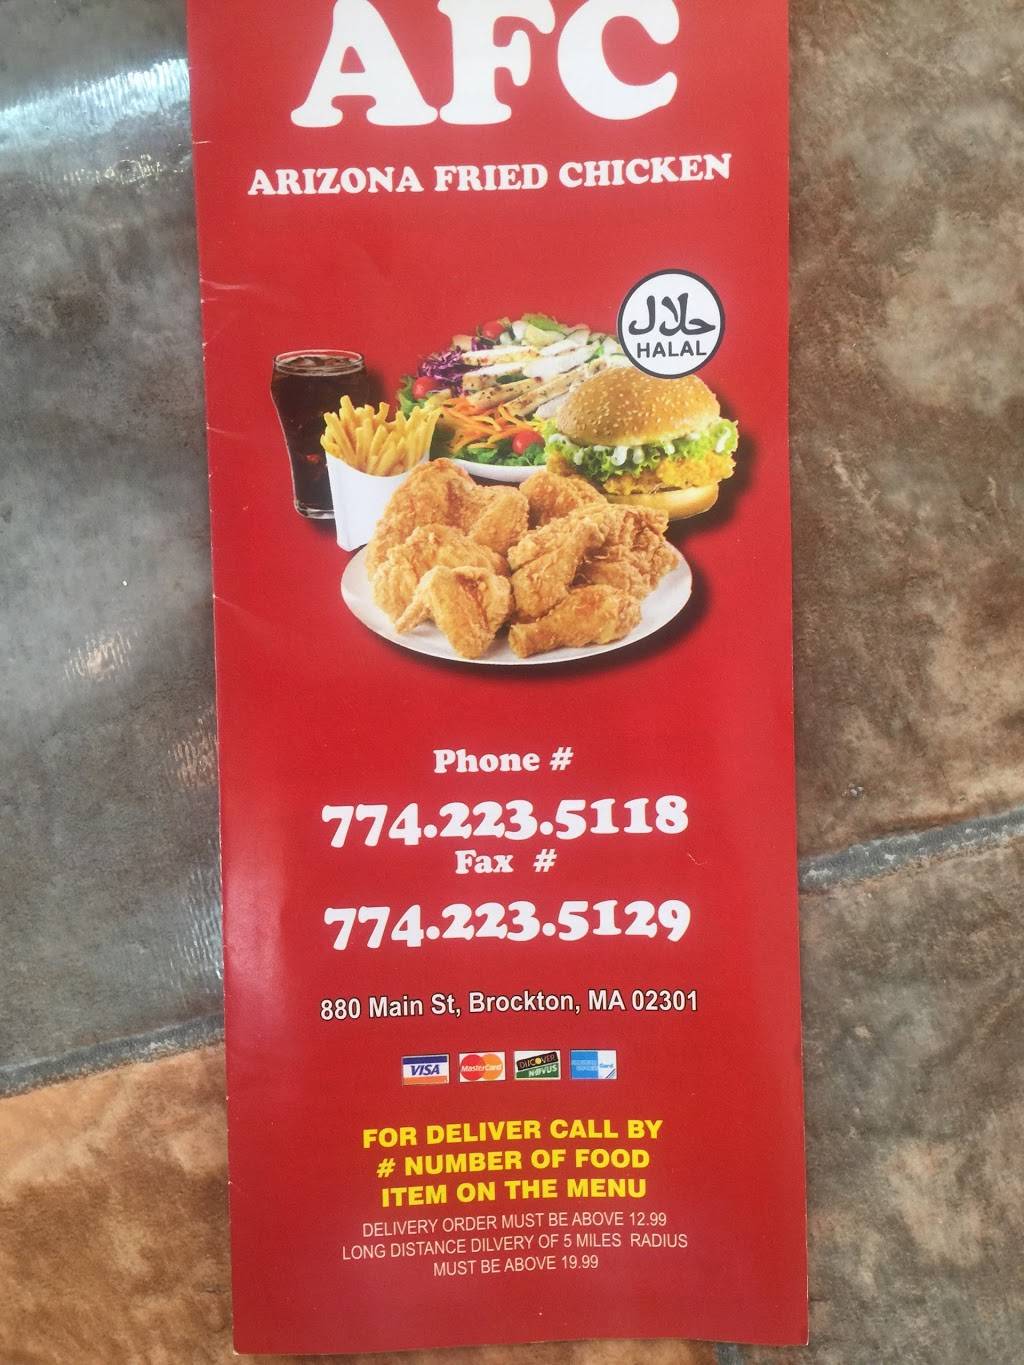 AFC
ARIZONA FRIED CHICKEN
حلال
HALAL
Phone #
774.223.5118
Fax #
774.223.5129
880 Main St, Brockton, MA 02301
VISA
MasterCard
DISCOVER
NOVUS
FOR DELIVER CALL BY
# NUMBER OF FOOD
ITEM ON THE MENU
DELIVERY ORDER MUST BE ABOVE 12.99
LONG DISTANCE DILVERY OF 5 MILES RADIUS
MUST BE ABOVE 19.99